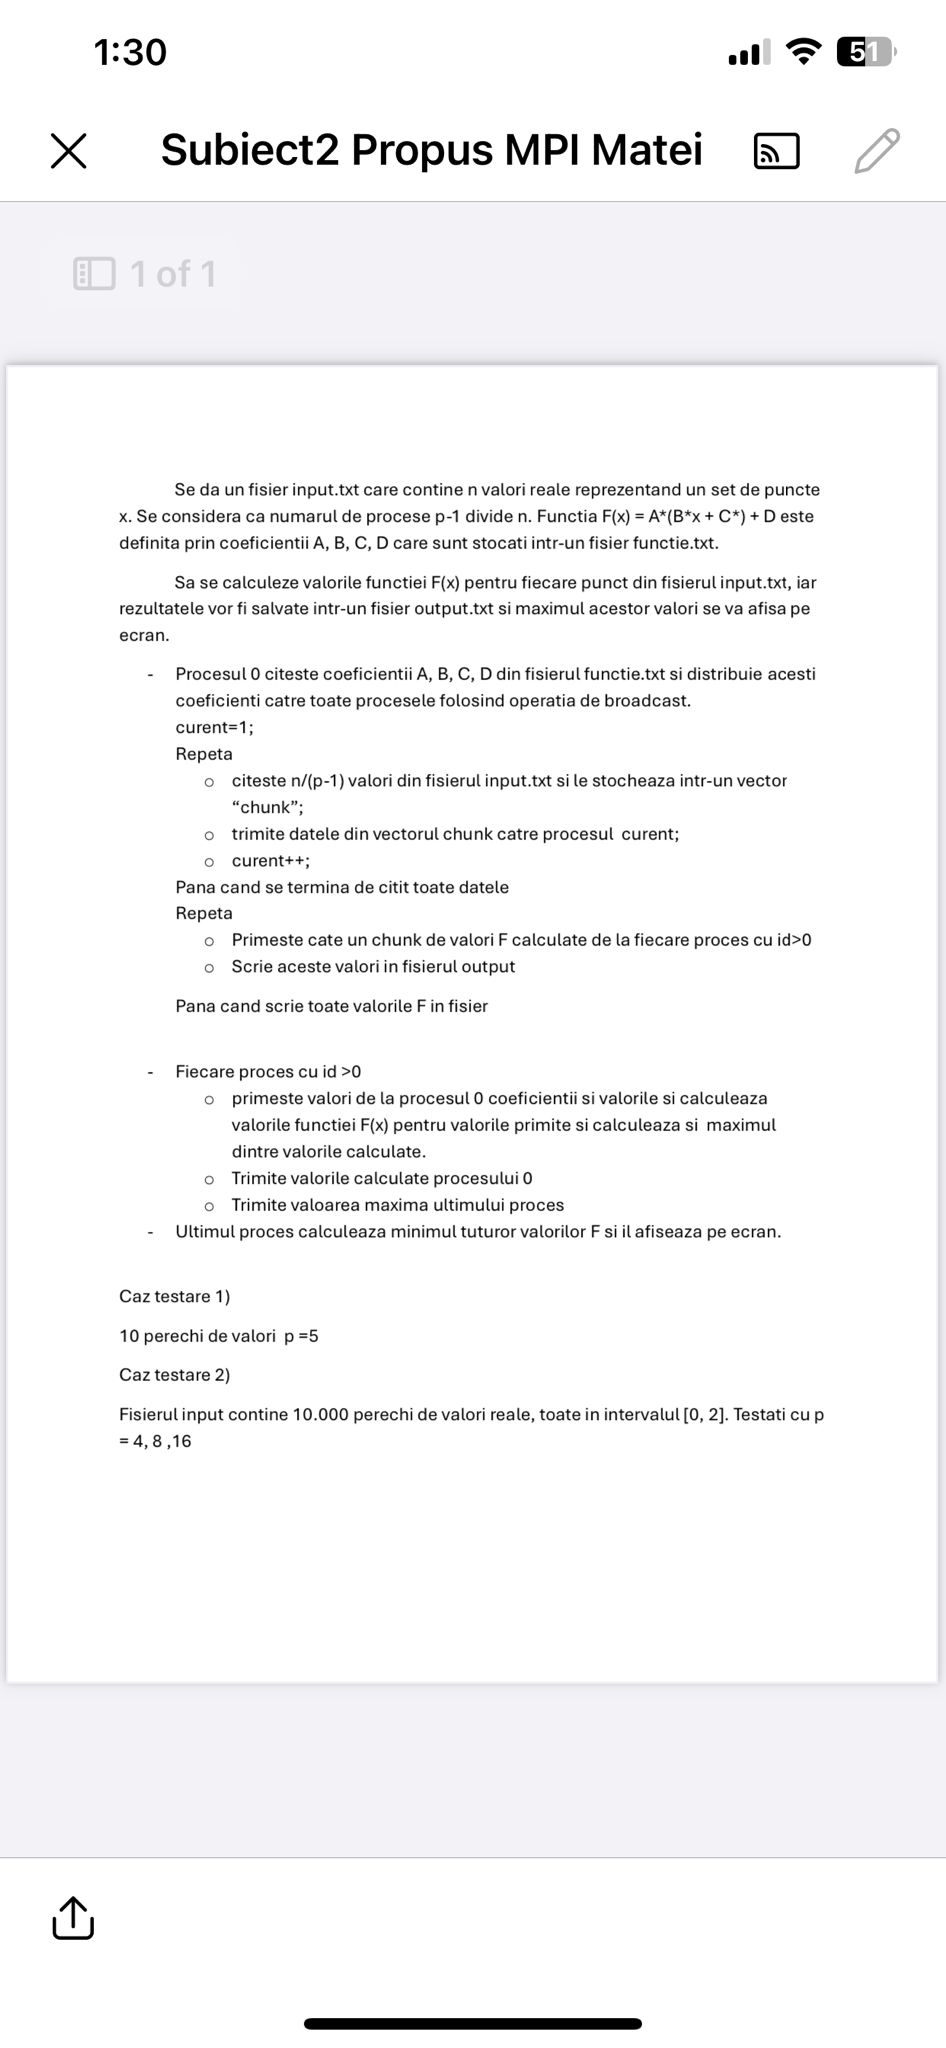 1:30
51
Subiect2 Propus MPI Matei
1 of 1
Se da un fisier input.txt care contine n valori reale reprezentand un set de puncte
x. Se considera ca numarul de procese p-1 divide n. Functia F(x) = A*(B*x + C*) + D este
definita prin coeficientii A, B, C, D care sunt stocati intr-un fisier functie.txt.
Sa se calculeze valorile functiei F(x) pentru fiecare punct din fisierul input.txt, iar
rezultatele vor fi salvate intr-un fisier output.txt si maximul acestor valori se va afisa pe
ecran.
- Procesul 0 citeste coeficientii A, B, C, D din fisierul functie.txt si distribuie acesti
coeficienti catre toate procesele folosind operatia de broadcast.
curent=1;
Repeta
o citeste n/(p-1) valori din fisierul input.txt si le stocheaza intr-un vector
“chunk”;
o trimite datele din vectorul chunk catre procesul curent;
o curent++;
Pana cand se termina de citit toate datele
Repeta
o Primeste cate un chunk de valori F calculate de la fiecare proces cu id>0
o Scrie aceste valori in fisierul output
Pana cand scrie toate valorile F in fisier
- Fiecare proces cu id >0
o primeste valori de la procesul 0 coeficientii si valorile si calculeaza
valorile functiei F(x) pentru valorile primite si calculeaza si maximul
dintre valorile calculate.
o Trimite valorile calculate procesului 0
o Trimite valoarea maxima ultimului proces
- Ultimul proces calculeaza minimul tuturor valorilor F si il afiseaza pe ecran.
Caz testare 1)
10 perechi de valori p =5
Caz testare 2)
Fisierul input contine 10.000 perechi de valori reale, toate in intervalul [0, 2]. Testati cu p
= 4, 8 ,16